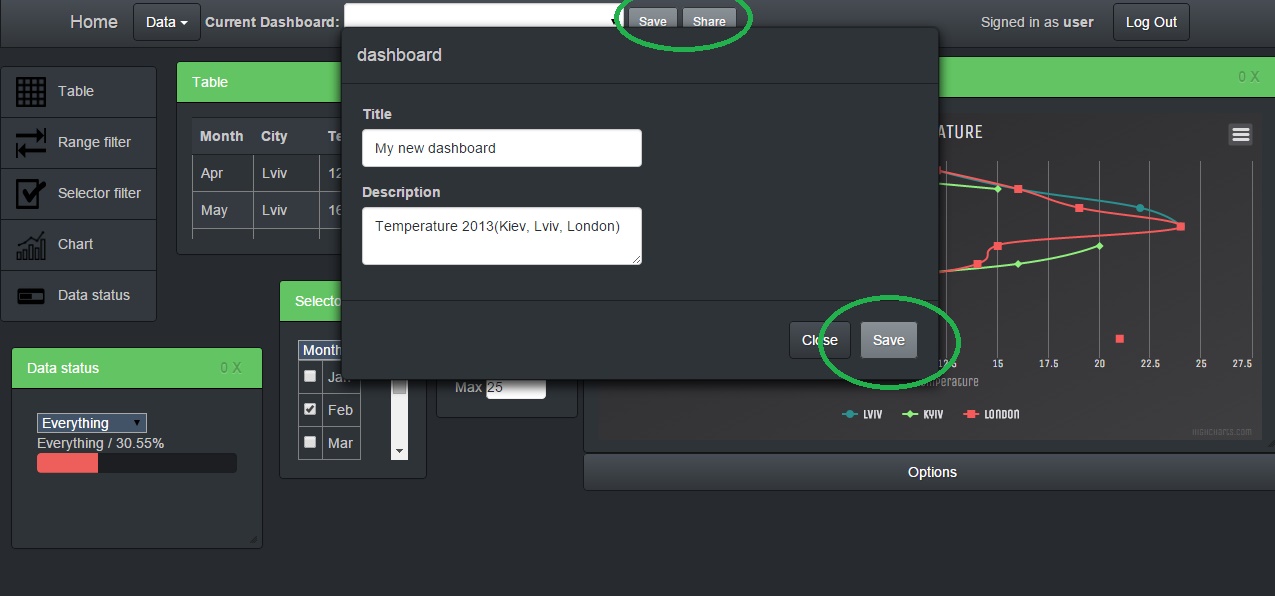 Home Data Current Dashboard: Save Share Signed in as user Log Out
dashboard
Title
My new dashboard
Description
Temperature 2013(Kiev, Lviv, London)
Close Save
Table
Range filter
Selector filter
Chart
Data status
Table
Month City Te
Apr Lviv 12
May Lviv 16
Data status 0 X
Everything
Everything / 30.55%
Selecto
Month
Jan
Feb
Mar
Max 25
0 X
ATURE
12.5 15 17.5 20 22.5 25 27.5
Temperature
LVIV KYIV LONDON
HIGHCHARTS.COM
Options